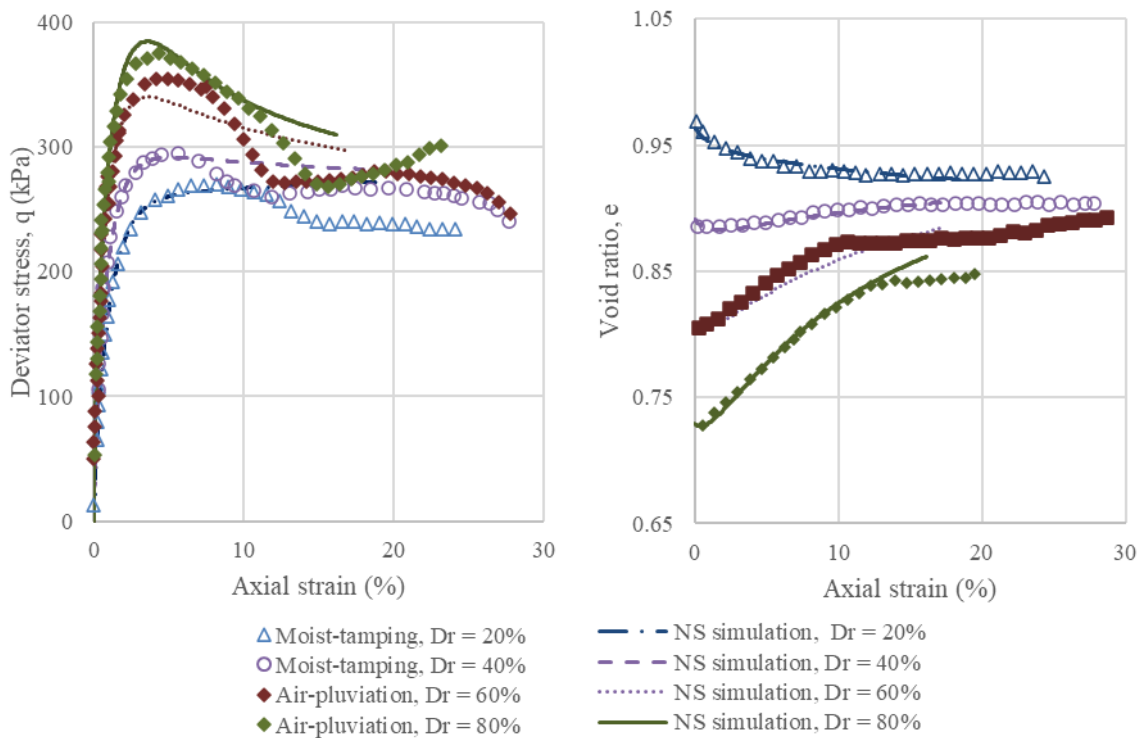 400
300
200
100
0
Deviator stress, q (kPa)
0 10 20 30
Axial strain (%)
1.05
0.95
0.85
0.75
0.65
Void ratio, e
0 10 20 30
Axial strain (%)
Moist-tamping, Dr = 20%
Moist-tamping, Dr = 40%
Air-pluviation, Dr = 60%
Air-pluviation, Dr = 80%
NS simulation, Dr = 20%
NS simulation, Dr = 40%
NS simulation, Dr = 60%
NS simulation, Dr = 80%